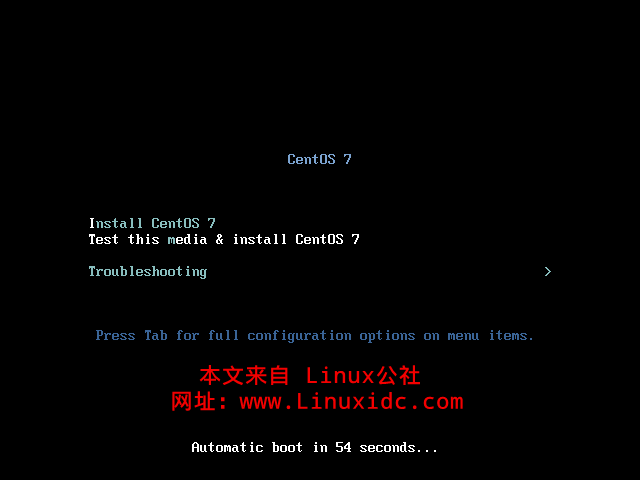 CentOS 7
Install CentOS 7
Test this media & install CentOS 7
Troubleshooting >
Press Tab for full configuration options on menu items.
本文来自 Linux公社
网址: www.Linuxidc.com
Automatic boot in 54 seconds...